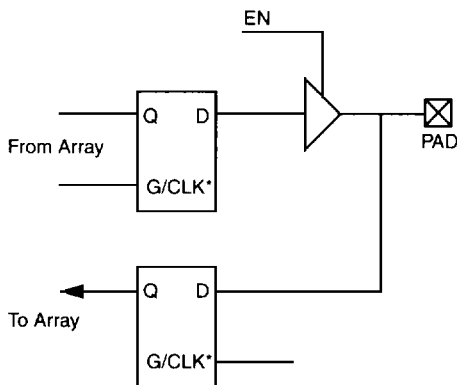 EN
Q D
From Array
PAD
G/CLK*
Q D
To Array
G/CLK*